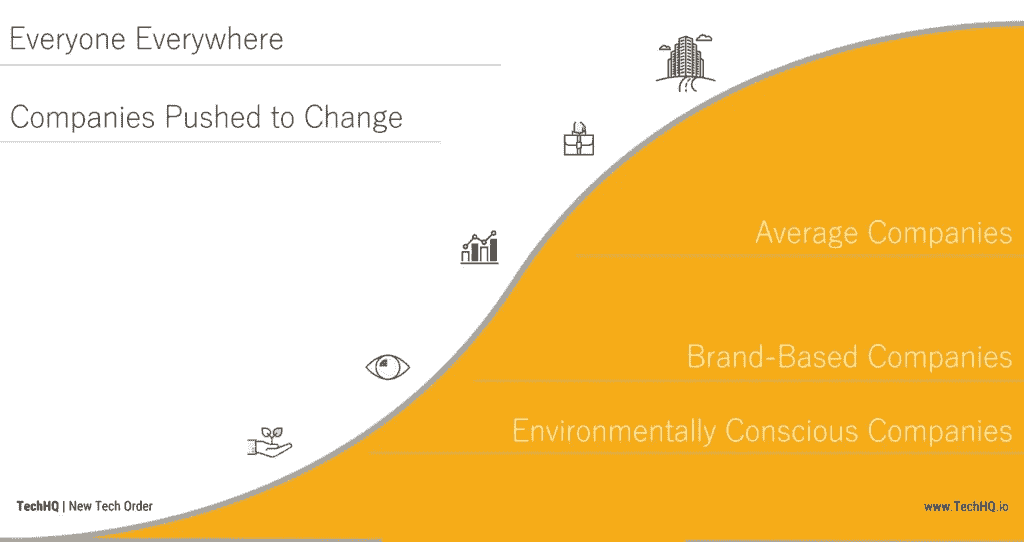 Everyone Everywhere
Companies Pushed to Change
Average Companies
Brand-Based Companies
Environmentally Conscious Companies
TechHQ | New Tech Order
www.TechHQ.io